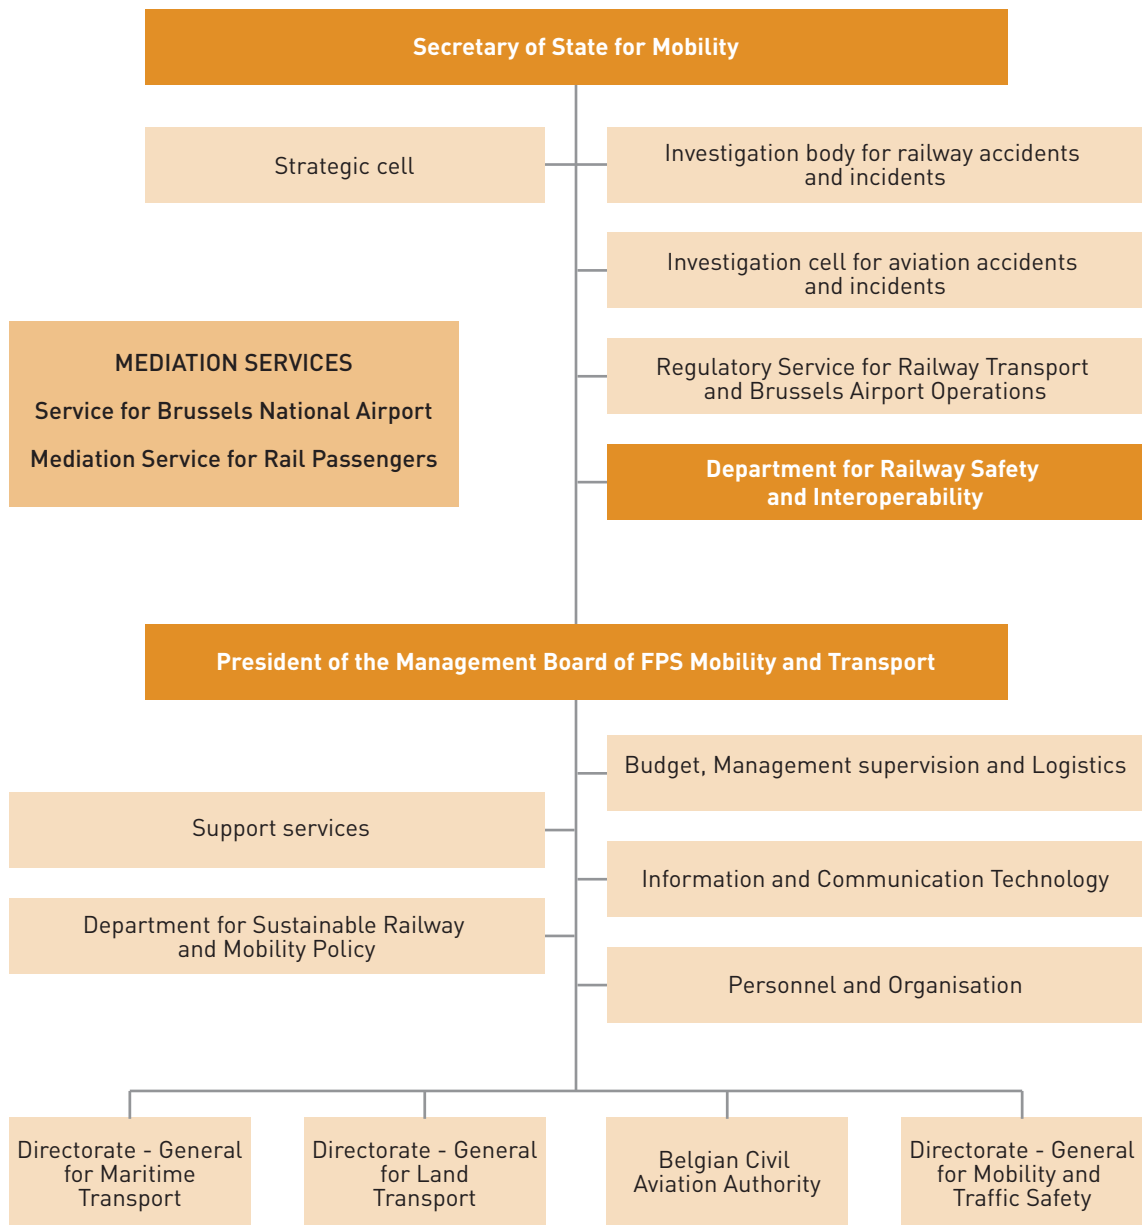 Secretary of State for Mobility
Strategic cell
Investigation body for railway accidents
and incidents
Investigation cell for aviation accidents
and incidents
MEDIATION SERVICES
Service for Brussels National Airport
Mediation Service for Rail Passengers
Regulatory Service for Railway Transport
and Brussels Airport Operations
Department for Railway Safety
and Interoperability
President of the Management Board of FPS Mobility and Transport
Budget, Management supervision and Logistics
Support services
Information and Communication Technology
Department for Sustainable Railway
and Mobility Policy
Personnel and Organisation
Directorate - General
for Maritime
Transport
Directorate - General
for Land
Transport
Belgian Civil
Aviation Authority
Directorate - General
for Mobility and
Traffic Safety